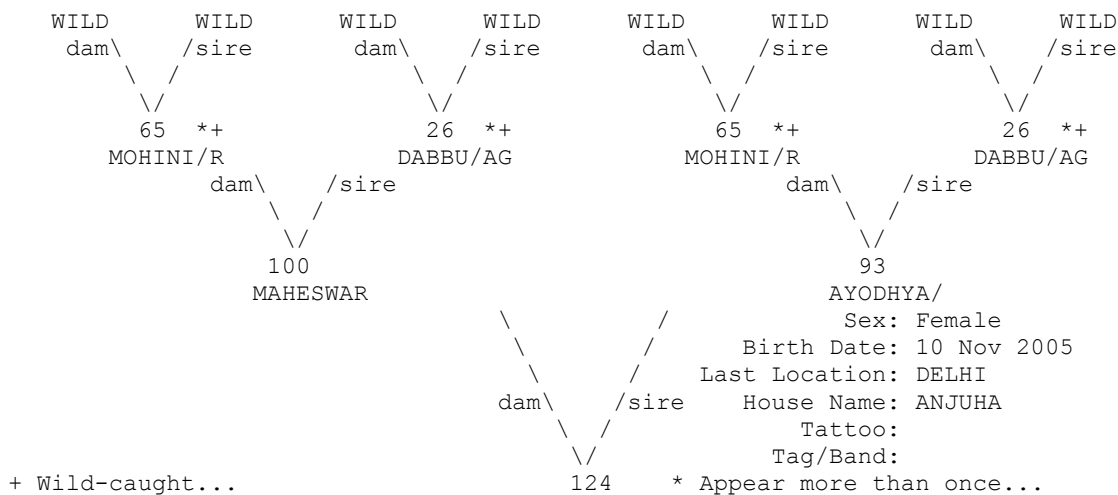 WILD WILD WILD WILD WILD WILD WILD WILD
dam\ /sire dam\ /sire dam\ /sire dam\ /sire
\ / \ / \ / \ /
\/ \/ \/ \/
65 *+ 26 *+ 65 *+ 26 *+
MOHINI/R DABBU/AG MOHINI/R DABBU/AG
dam\ /sire dam\ /sire
\ / \ /
\/ \/
100 93
MAHESWAR AYODHYA/
\ / Sex: Female
\ / Birth Date: 10 Nov 2005
\ / Last Location: DELHI
dam\ /sire House Name: ANJUHA
\ / Tattoo:
\/ Tag/Band:
+ Wild-caught... 124 * Appear more than once...